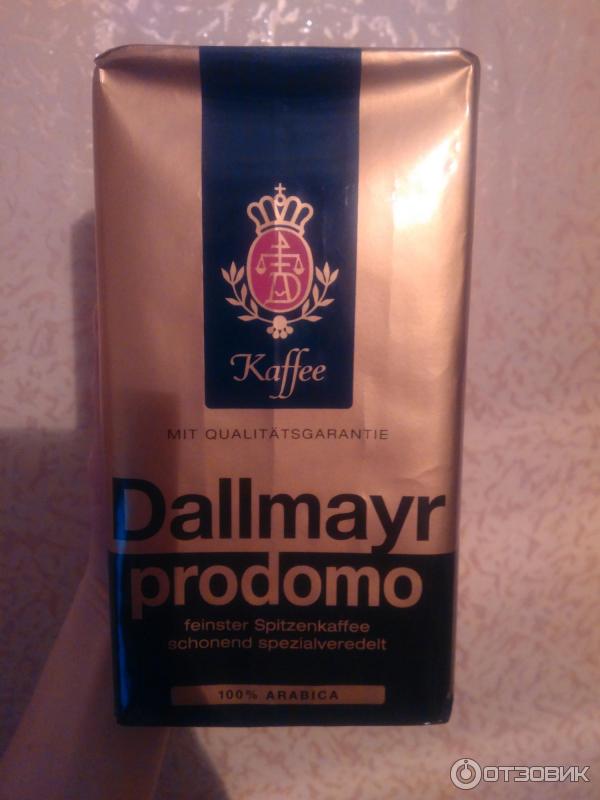 Kaffee
MIT QUALITÄTSGARANTIE
Dallmayr
prodomo
feinster Spitzenkaffee
schonend spezialveredelt
100% ARABICA
ОТЗОВИК